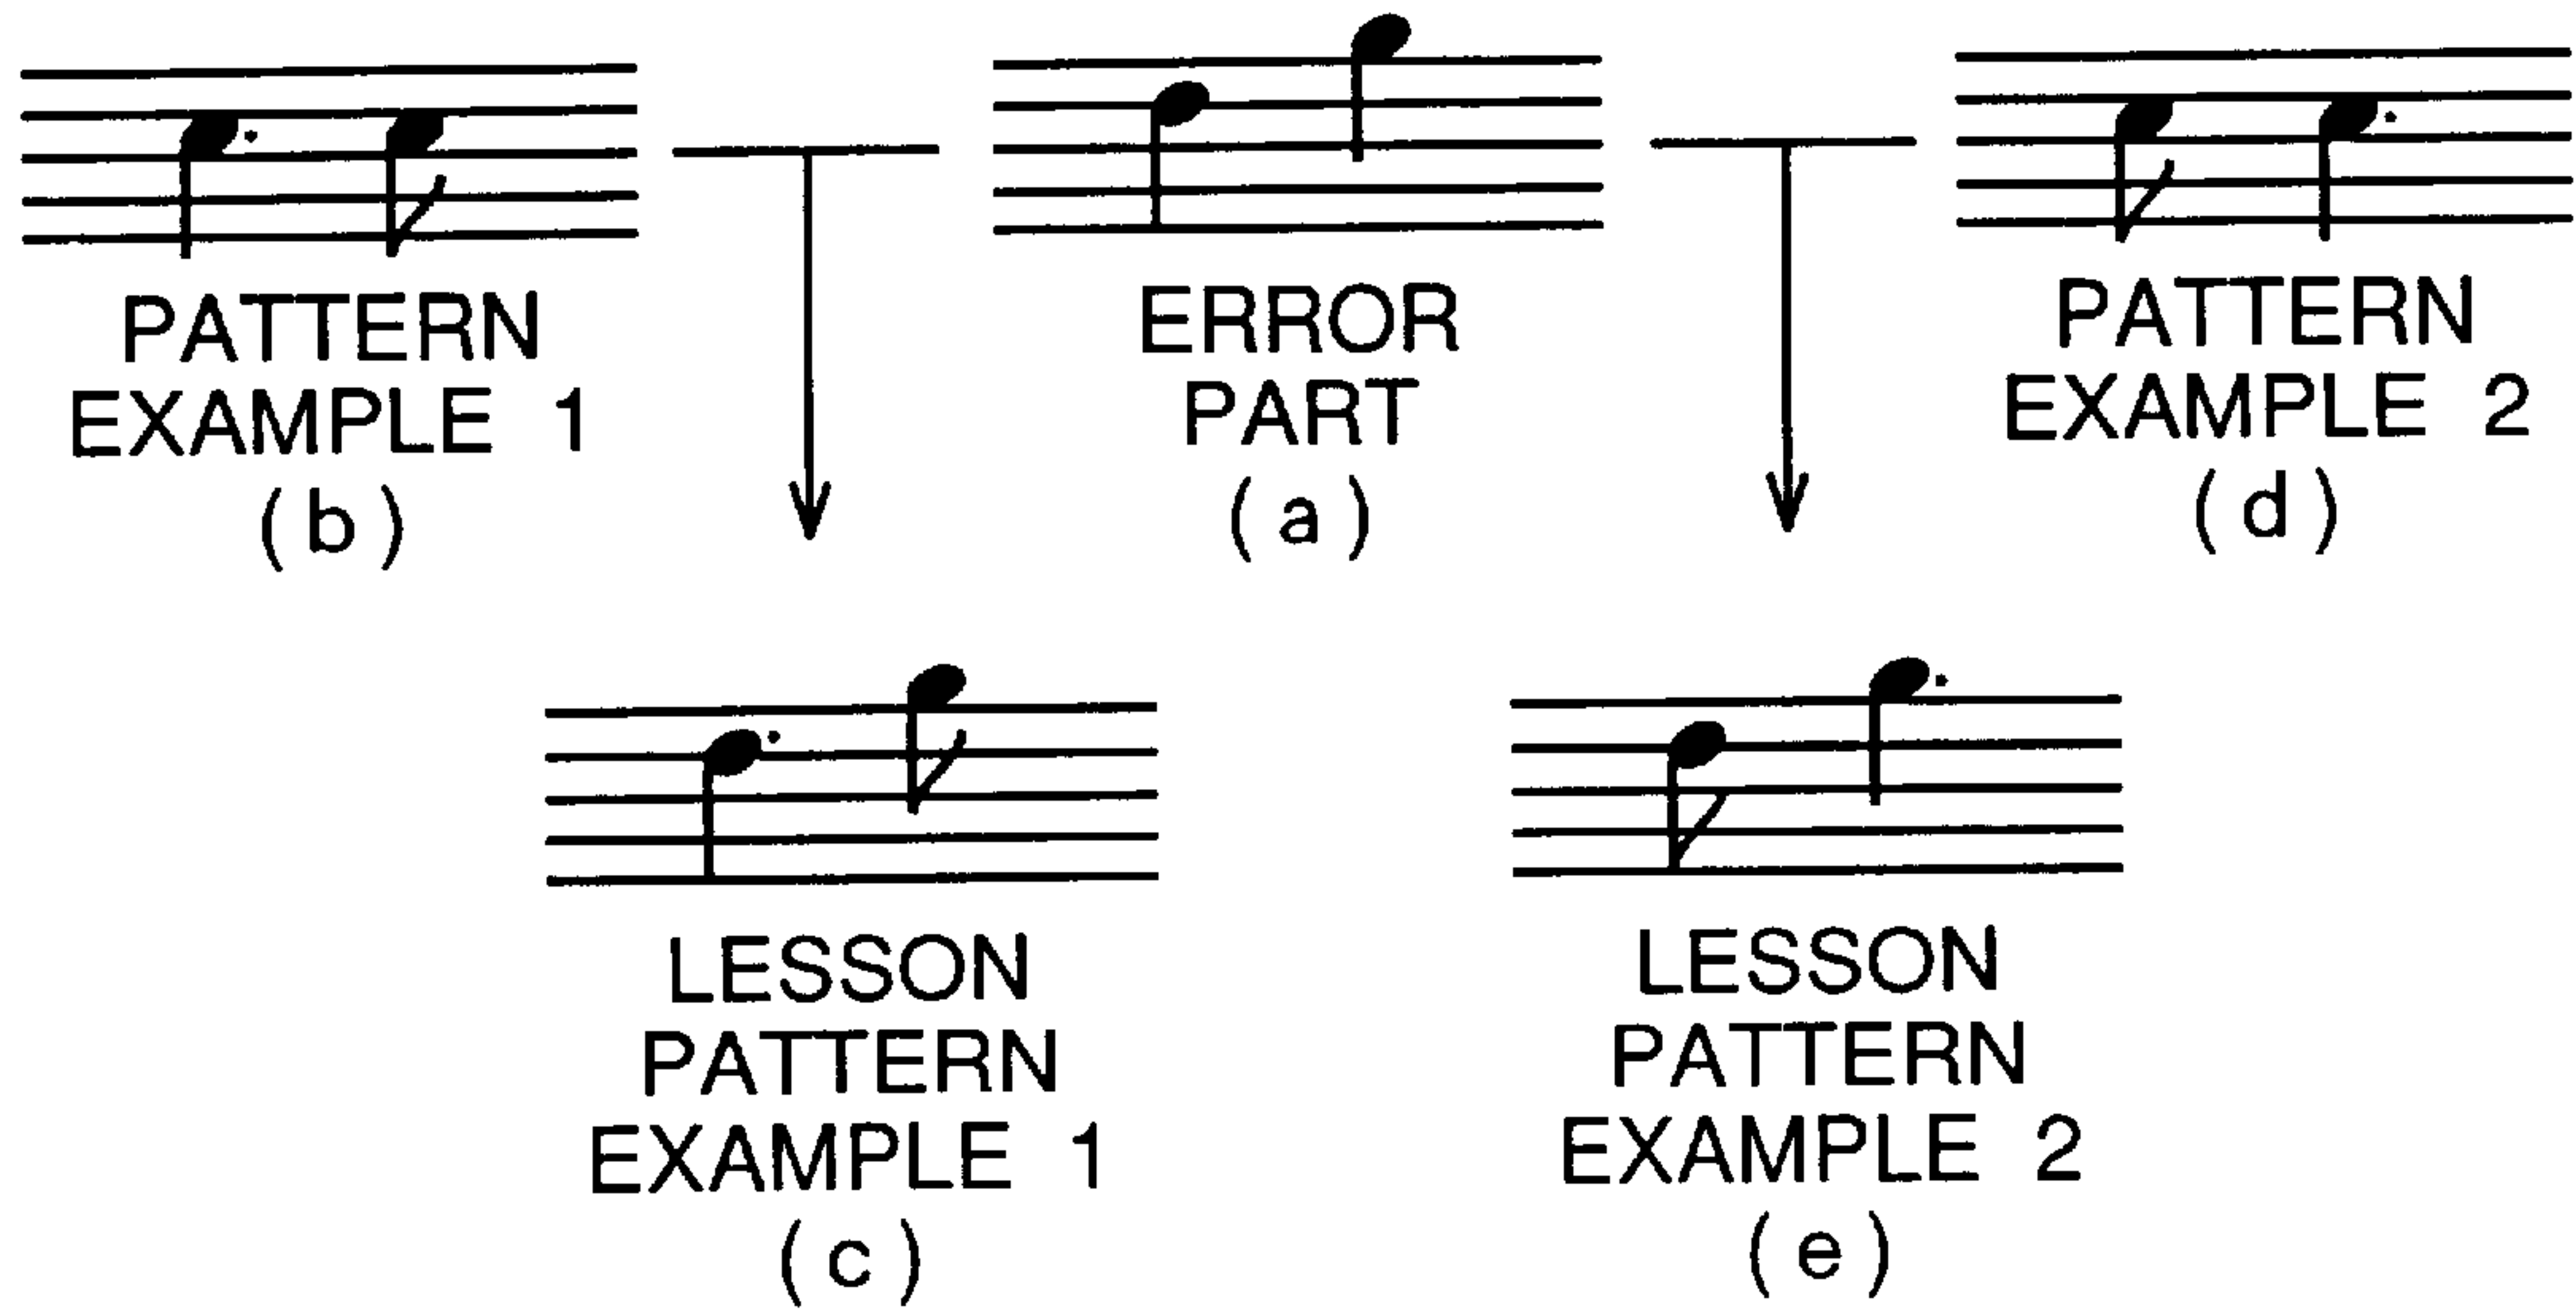 PATTERN
EXAMPLE 1
( b )
ERROR
PART
( a )
PATTERN
EXAMPLE 2
( d )
LESSON
PATTERN
EXAMPLE 1
( c )
LESSON
PATTERN
EXAMPLE 2
( e )